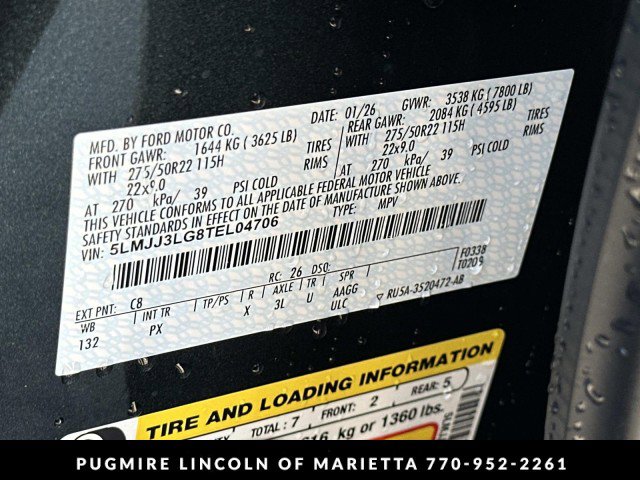 MFD. BY FORD MOTOR CO. DATE: 01/26 GVWR: 3538 KG ( 7800 LB)
FRONT GAWR: 1644 KG ( 3625 LB) REAR GAWR: 2084 KG ( 4595 LB)
WITH 275/50R22 115H TIRES WITH 275/50R22 115H TIRES
22x9.0 RIMS 22x9.0 RIMS
AT 270 kPa/ 39 PSI COLD AT 270 kPa/ 39 PSI COLD
THIS VEHICLE CONFORMS TO ALL APPLICABLE FEDERAL MOTOR VEHICLE
SAFETY STANDARDS IN EFFECT ON THE DATE OF MANUFACTURE SHOWN ABOVE.
VIN: 5LMJJ3LG8TEL04706 TYPE: MPV
F0338
T0209
EXT PNT: C8 RC: 26 DSO:
WB INT TR TP/PS R AXLE TR SPR
132 PX X 3L U AAGG
ULC RU5A-3520472-AB
TIRE AND LOADING INFORMATION
TOTAL: 7 FRONT: 2 REAR: 5
kg or 1360 lbs.
PUGMIRE LINCOLN OF MARIETTA 770-952-2261